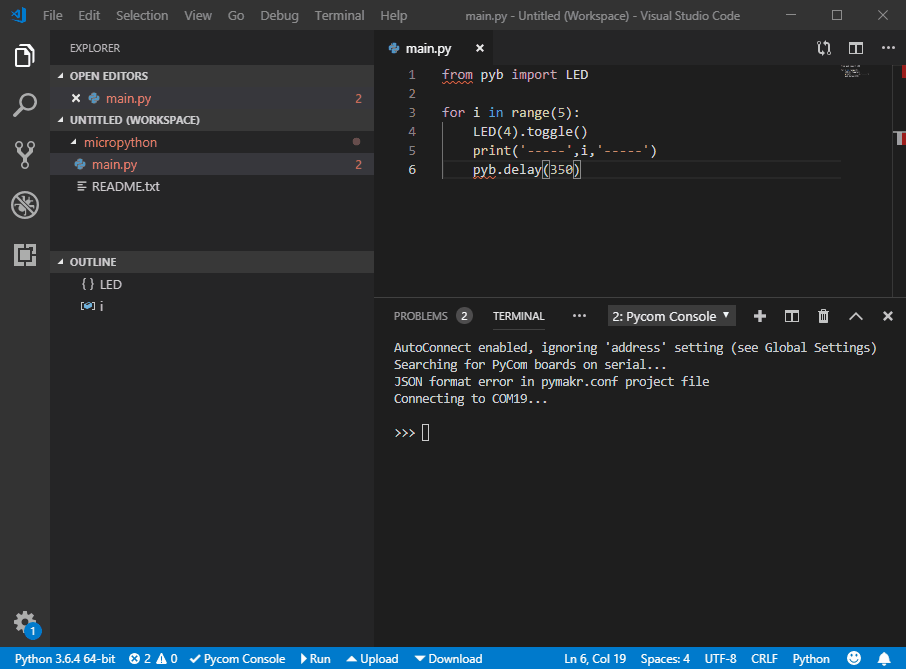 File Edit Selection View Go Debug Terminal Help main.py - Untitled (Workspace) - Visual Studio Code
EXPLORER
OPEN EDITORS
main.py 2
UNTITLED (WORKSPACE)
micropython
main.py 2
README.txt
OUTLINE
{ } LED
i
1
main.py
1 from pyb import LED
2
3 for i in range(5):
4 LED(4).toggle()
5 print('-----',i,'-----')
6 pyb.delay(350)
PROBLEMS 2 TERMINAL ... 2: Pycom Console
AutoConnect enabled, ignoring 'address' setting (see Global Settings)
Searching for PyCom boards on serial...
JSON format error in pymakr.conf project file
Connecting to COM19...
>>>
Python 3.6.4 64-bit 2 0 Pycom Console Run Upload Download Ln 6, Col 19 Spaces: 4 UTF-8 CRLF Python